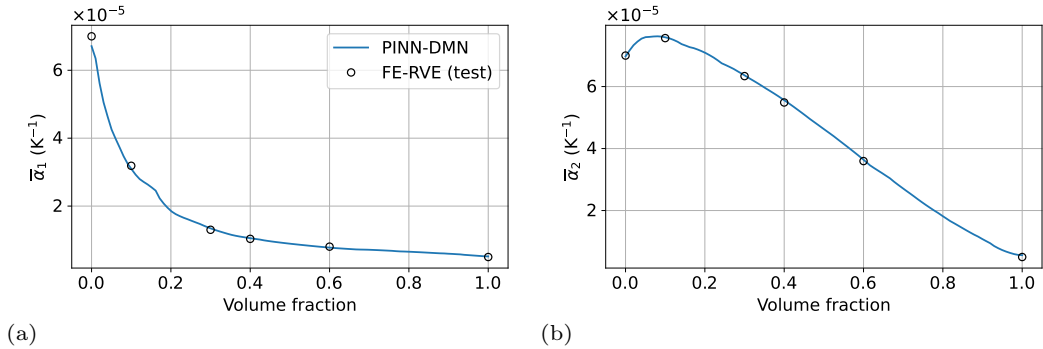 ×10⁻⁵
6
4
2
α̅₁ (K⁻¹)
PINN-DMN
FE-RVE (test)
0.0 0.2 0.4 0.6 0.8 1.0
Volume fraction
(a)
×10⁻⁵
6
4
2
α̅₂ (K⁻¹)
0.0 0.2 0.4 0.6 0.8 1.0
Volume fraction
(b)